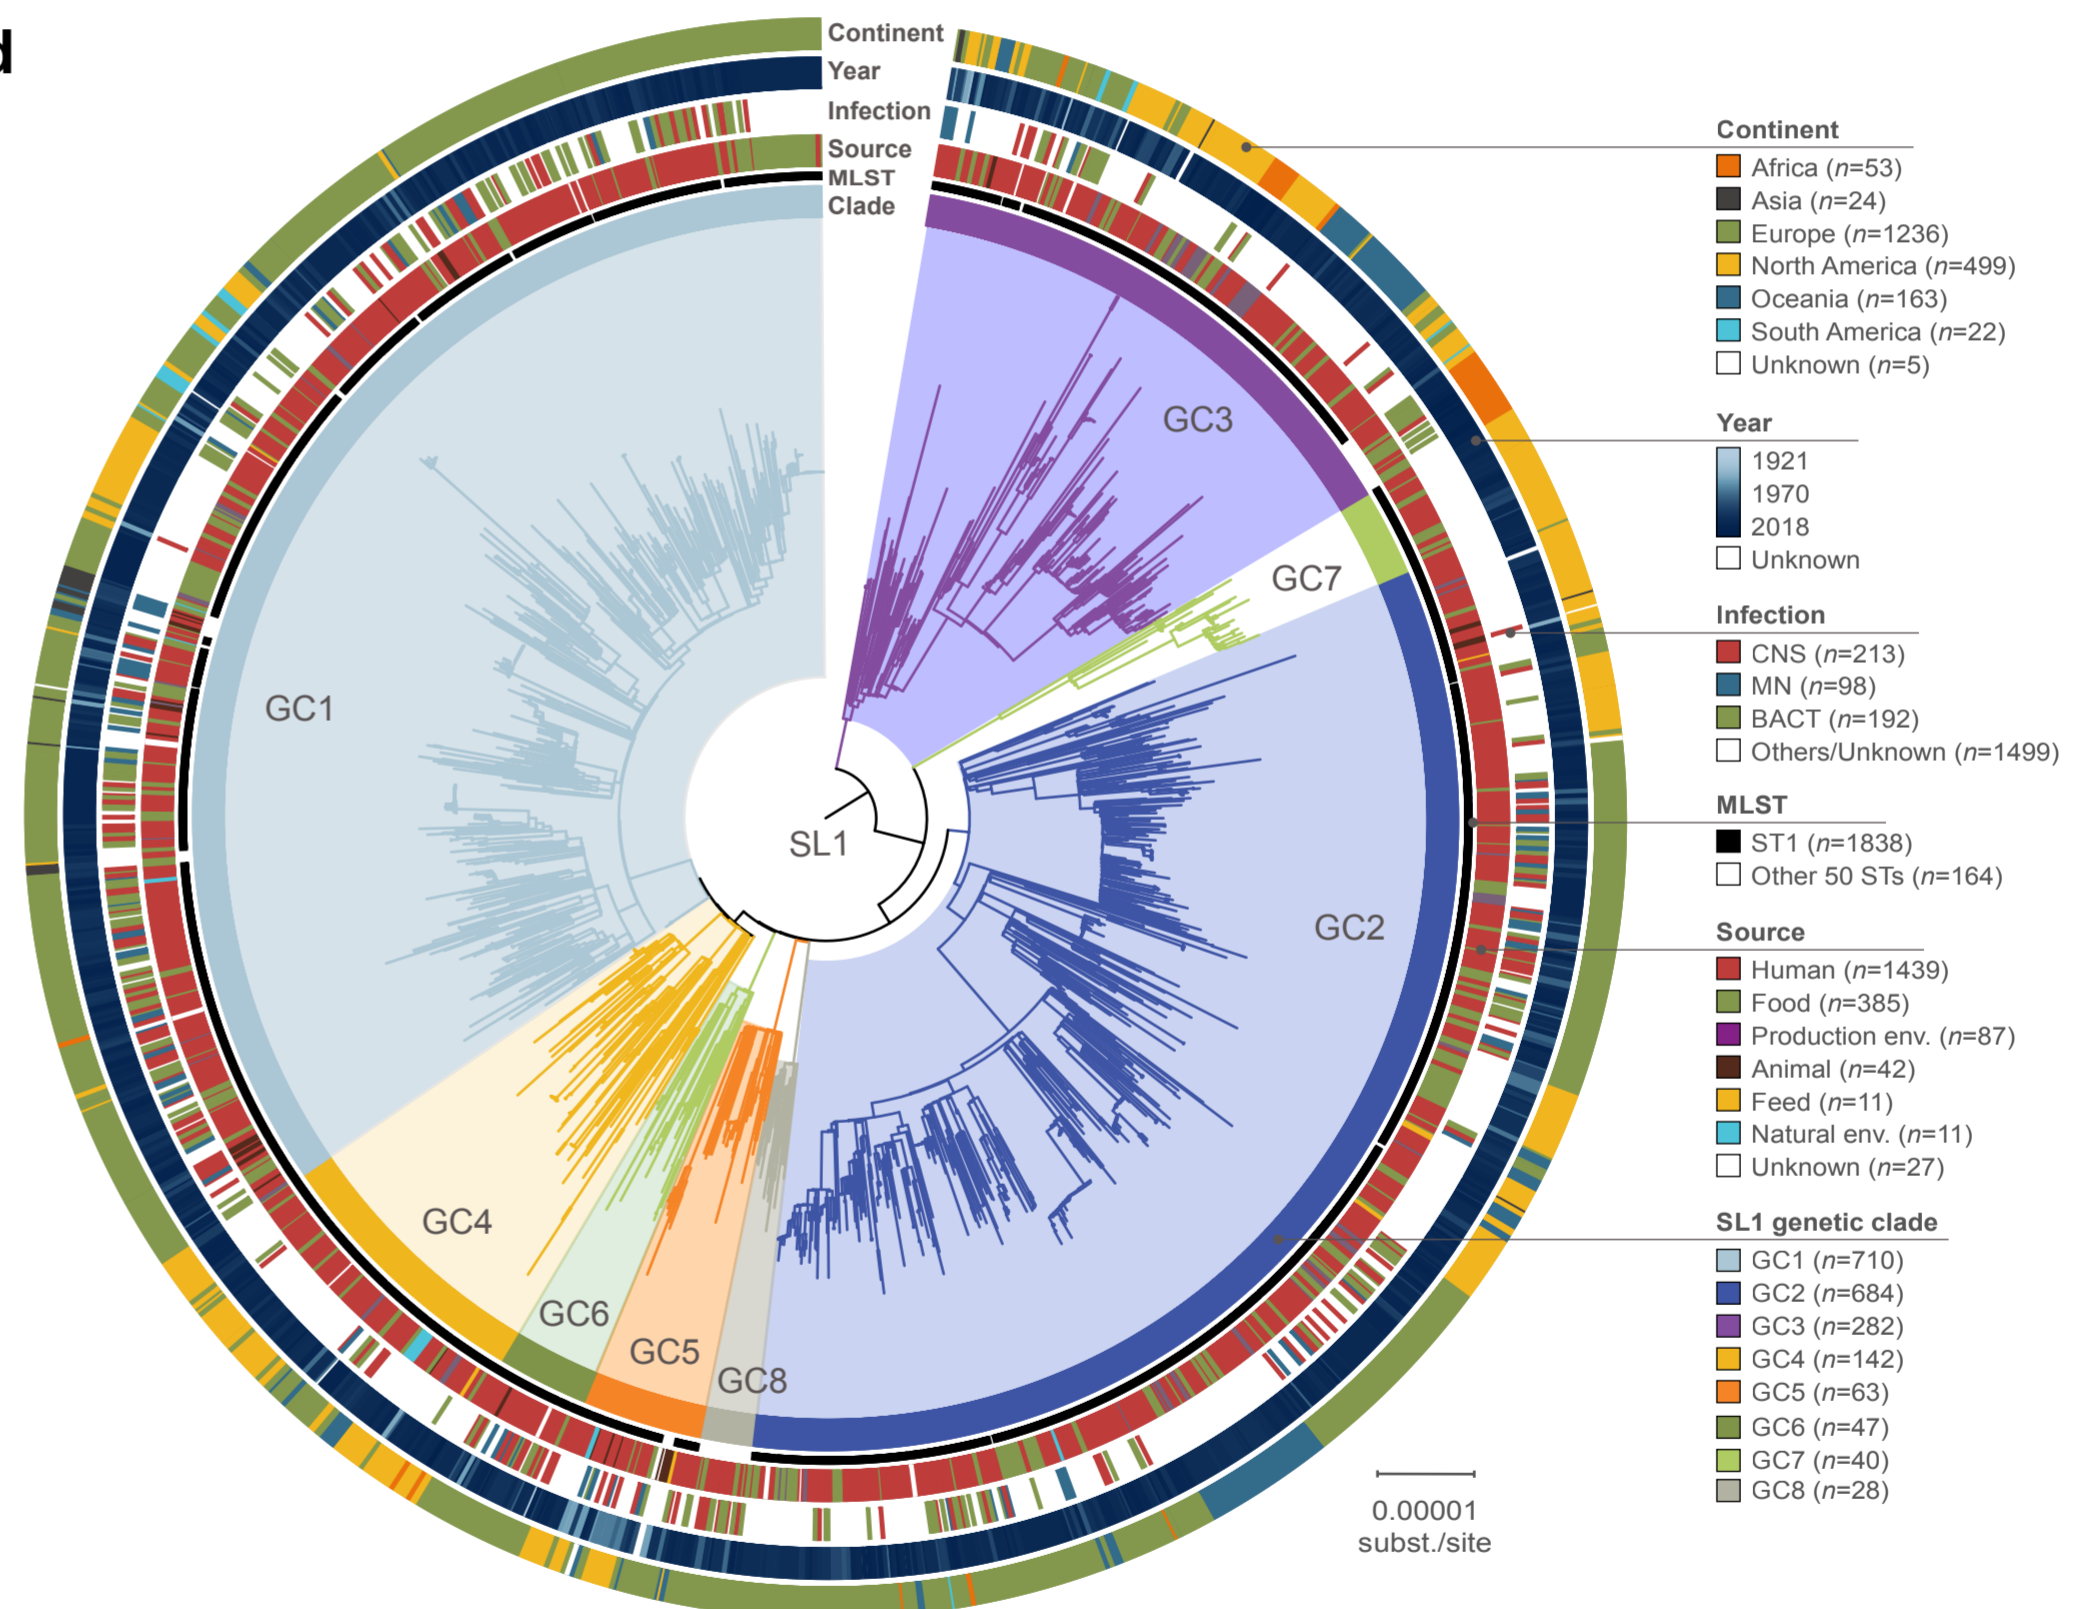 d
Continent
Year
Infection
Source
MLST
Clade
GC3
GC7
GC1
SL1
GC2
GC4
GC6
GC5
GC8
0.00001
subst./site
Continent
Africa (n=53)
Asia (n=24)
Europe (n=1236)
North America (n=499)
Oceania (n=163)
South America (n=22)
Unknown (n=5)
Year
1921
1970
2018
Unknown
Infection
CNS (n=213)
MN (n=98)
BACT (n=192)
Others/Unknown (n=1499)
MLST
ST1 (n=1838)
Other 50 STs (n=164)
Source
Human (n=1439)
Food (n=385)
Production env. (n=87)
Animal (n=42)
Feed (n=11)
Natural env. (n=11)
Unknown (n=27)
SL1 genetic clade
GC1 (n=710)
GC2 (n=684)
GC3 (n=282)
GC4 (n=142)
GC5 (n=63)
GC6 (n=47)
GC7 (n=40)
GC8 (n=28)